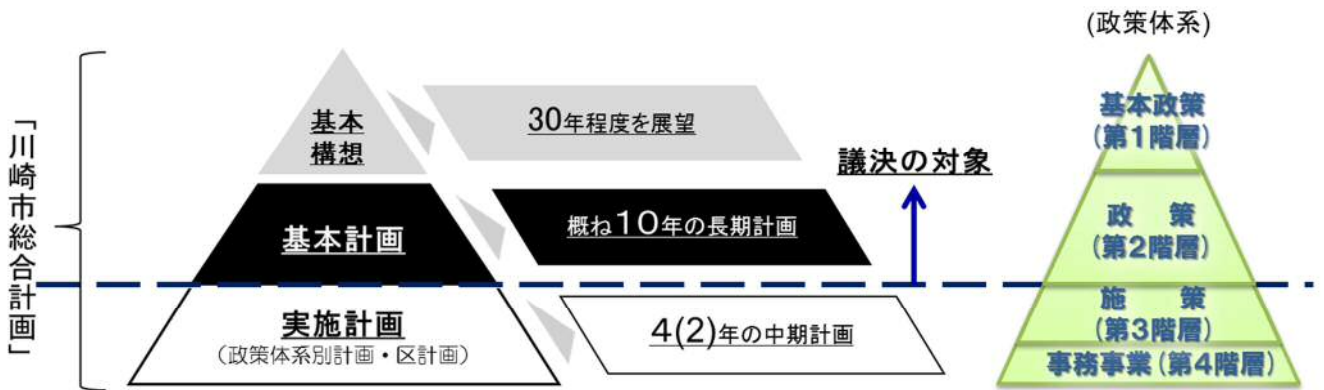 「川崎市総合計画」
基本
構想
30年程度を展望
基本計画
概ね10年の長期計画
議決の対象
実施計画
(政策体系別計画・区計画)
4(2)年の中期計画
(政策体系)
基本政策
(第1階層)
政 策
(第2階層)
施 策
(第3階層)
事務事業(第4階層)